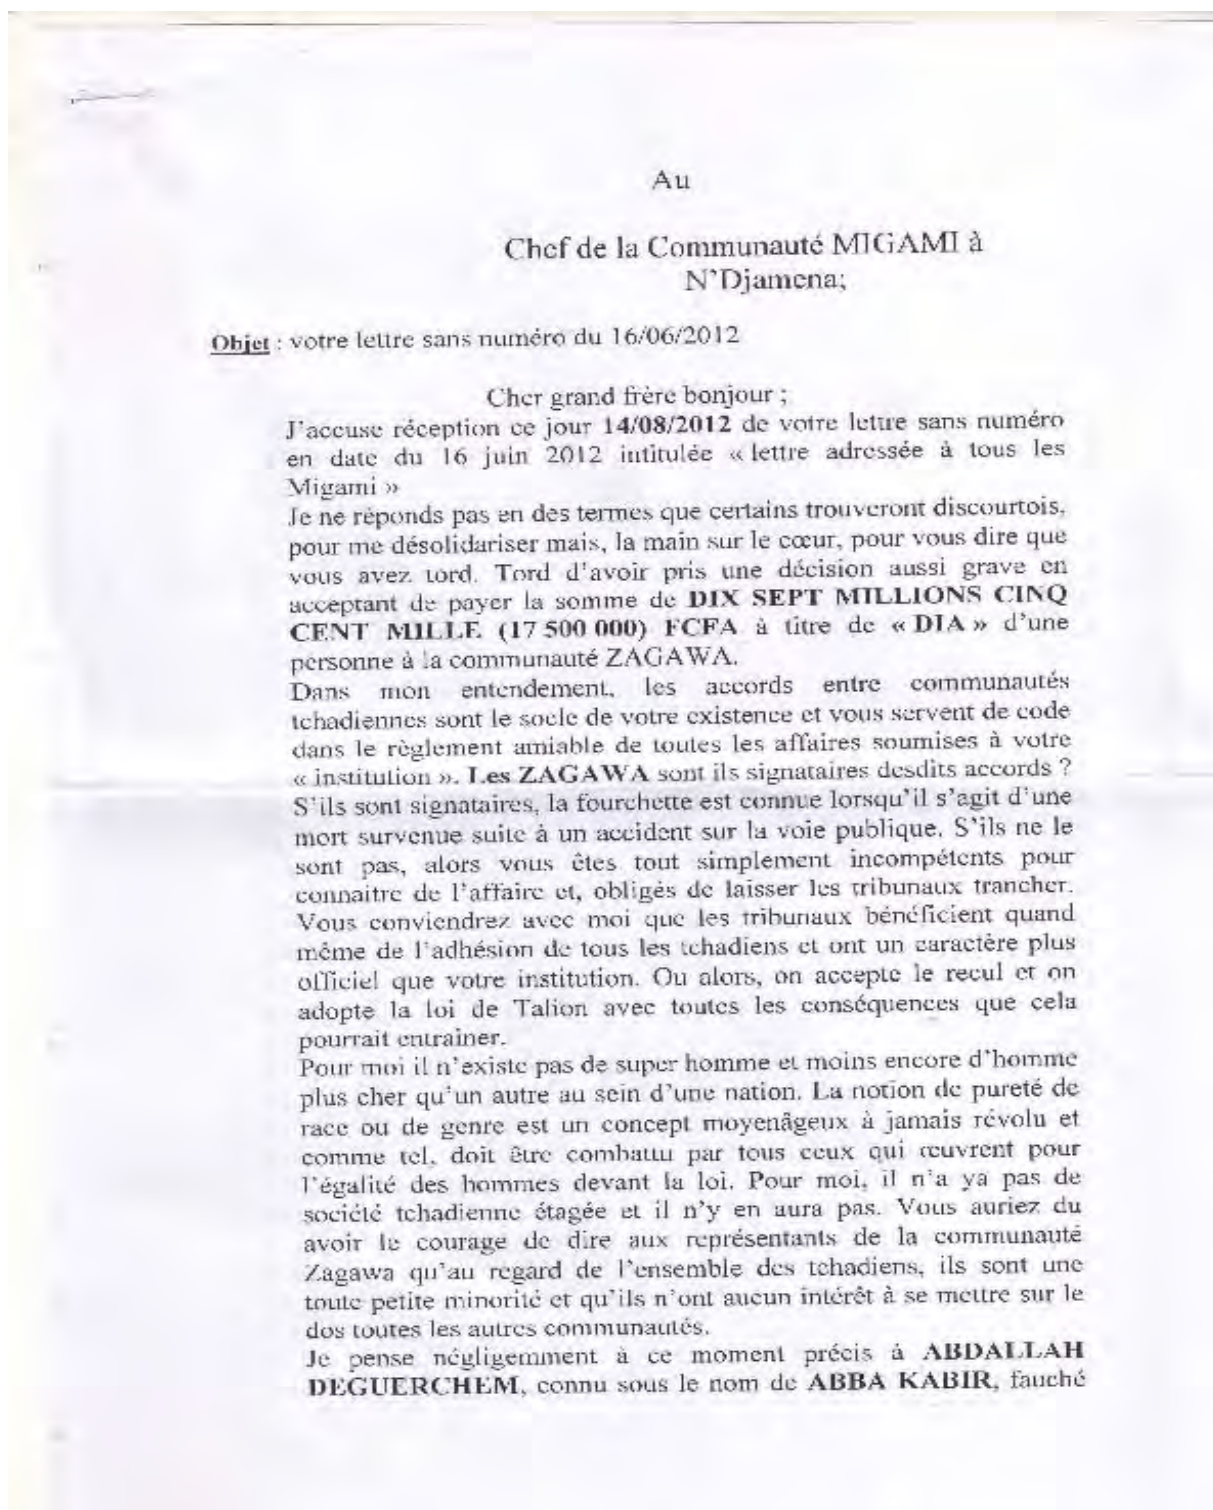 Au
Chef de la Communauté MIGAMI à
N'Djamena;
Objet : votre lettre sans numéro du 16/06/2012
Cher grand frère bonjour ;
J'accuse réception ce jour 14/08/2012 de votre lettre sans numéro
en date du 16 juin 2012 intitulée « lettre adressée à tous les
Migami »
Je ne réponds pas en des termes que certains trouveront discourtois,
pour me désolidariser mais, la main sur le cœur, pour vous dire que
vous avez tord. Tord d'avoir pris une décision aussi grave en
acceptant de payer la somme de DIX SEPT MILLIONS CINQ
CENT MILLE (17 500 000) FCFA à titre de « DIA » d'une
personne à la communauté ZAGAWA.
Dans mon entendement, les accords entre communautés
tchadiennes sont le socle de votre existence et vous servent de code
dans le règlement amiable de toutes les affaires soumises à votre
« institution ». Les ZAGAWA sont ils signataires desdits accords ?
S'ils sont signataires, la fourchette est connue lorsqu'il s'agit d'une
mort survenue suite à un accident sur la voie publique. S'ils ne le
sont pas, alors vous êtes tout simplement incompétents pour
connaitre de l'affaire et, obligés de laisser les tribunaux trancher.
Vous conviendrez avec moi que les tribunaux bénéficient quand
même de l'adhésion de tous les tchadiens et ont un caractère plus
officiel que votre institution. Ou alors, on accepte le recul et on
adopte la loi de Talion avec toutes les conséquences que cela
pourrait entrainer.
Pour moi il n'existe pas de super homme et moins encore d'homme
plus cher qu'un autre au sein d'une nation. La notion de pureté de
race ou de genre est un concept moyenâgeux à jamais révolu et
comme tel, doit être combattu par tous ceux qui œuvrent pour
l'égalité des hommes devant la loi. Pour moi, il n'a ya pas de
société tchadienne étagée et il n'y en aura pas. Vous auriez du
avoir le courage de dire aux représentants de la communauté
Zagawa qu'au regard de l'ensemble des tchadiens, ils sont une
toute petite minorité et qu'ils n'ont aucun intérêt à se mettre sur le
dos toutes les autres communautés.
Je pense négligemment à ce moment précis à ABDALLAH
DEGUERCHEM, connu sous le nom de ABBA KABIR, fauché